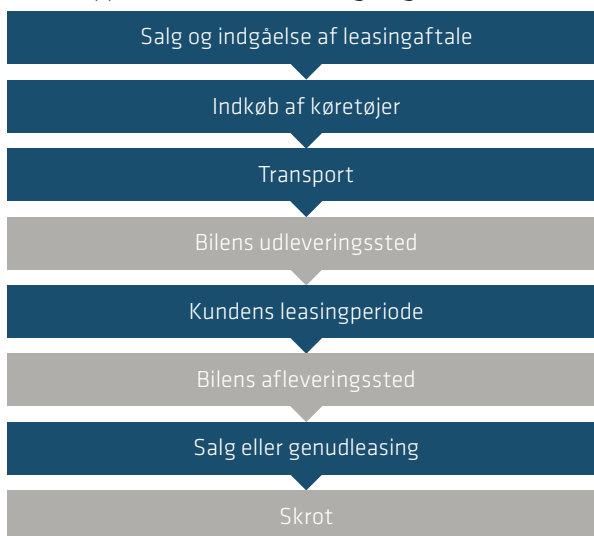 Salg og indgåelse af leasingaftale
Indkøb af køretøjer
Transport
Bilens udleveringssted
Kundens leasingperiode
Bilens afleveringssted
Salg eller genudleasing
Skrot